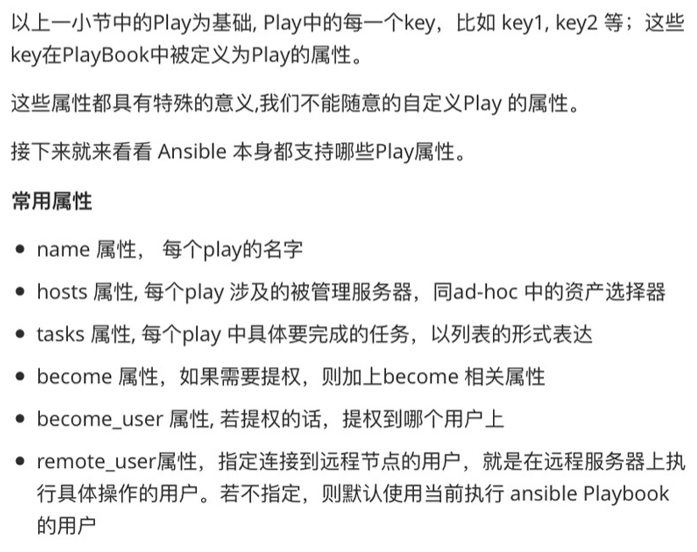 以上一小节中的Play为基础, Play中的每一个key，比如 key1, key2 等；这些
key在PlayBook中被定义为Play的属性。
这些属性都具有特殊的意义,我们不能随意的自定义Play 的属性。
接下来就来看看 Ansible 本身都支持哪些Play属性。
常用属性
• name 属性， 每个play的名字
• hosts 属性, 每个play 涉及的被管理服务器，同ad-hoc 中的资产选择器
• tasks 属性, 每个play 中具体要完成的任务，以列表的形式表达
• become 属性，如果需要提权，则加上become 相关属性
• become_user 属性, 若提权的话，提权到哪个用户上
• remote_user属性，指定连接到远程节点的用户，就是在远程服务器上执
行具体操作的用户。若不指定，则默认使用当前执行 ansible Playbook
的用户